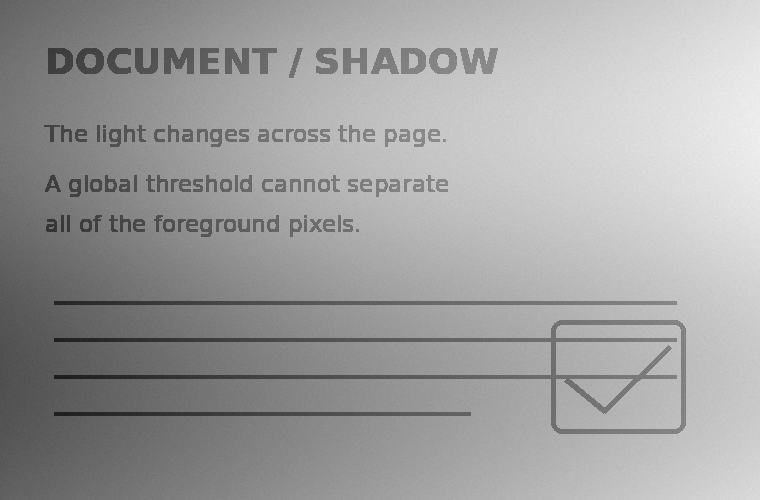 DOCUMENT / SHADOW
The light changes across the page.
A global threshold cannot separate
all of the foreground pixels.